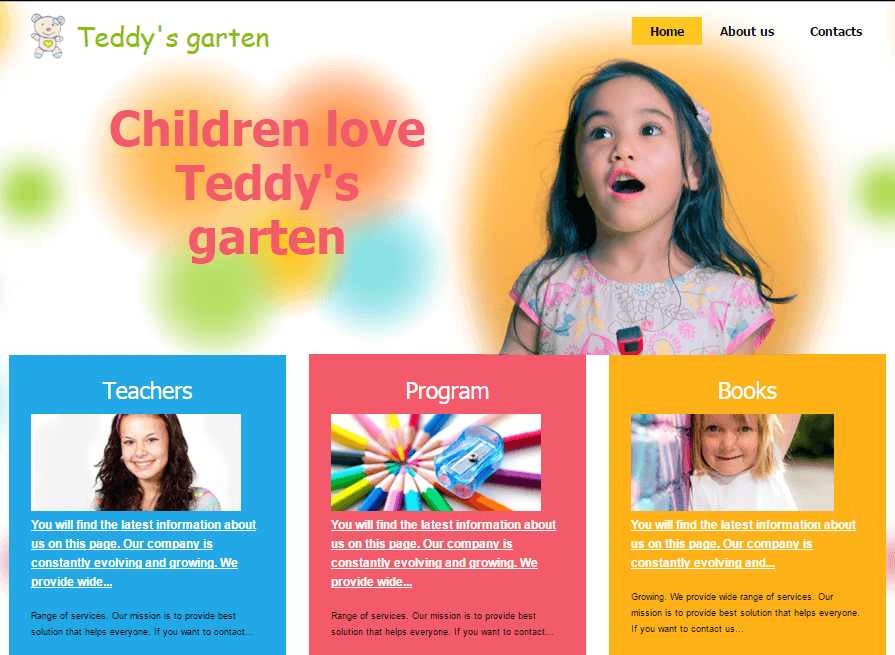 Teddy's garten
Home
About us
Contacts
Children love
Teddy's
garten
Teachers
You will find the latest information about
us on this page. Our company is
constantly evolving and growing. We
provide wide...
Range of services. Our mission is to provide best
solution that helps everyone. If you want to contact...
Program
You will find the latest information about
us on this page. Our company is
constantly evolving and growing. We
provide wide...
Range of services. Our mission is to provide best
solution that helps everyone. If you want to contact...
Books
You will find the latest information about
us on this page. Our company is
constantly evolving and...
Growing. We provide wide range of services. Our
mission is to provide best solution that helps everyone.
If you want to contact us...